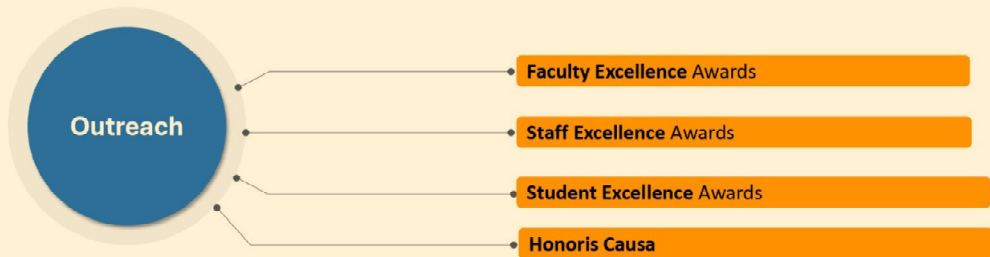 Outreach
Faculty Excellence Awards
Staff Excellence Awards
Student Excellence Awards
Honoris Causa